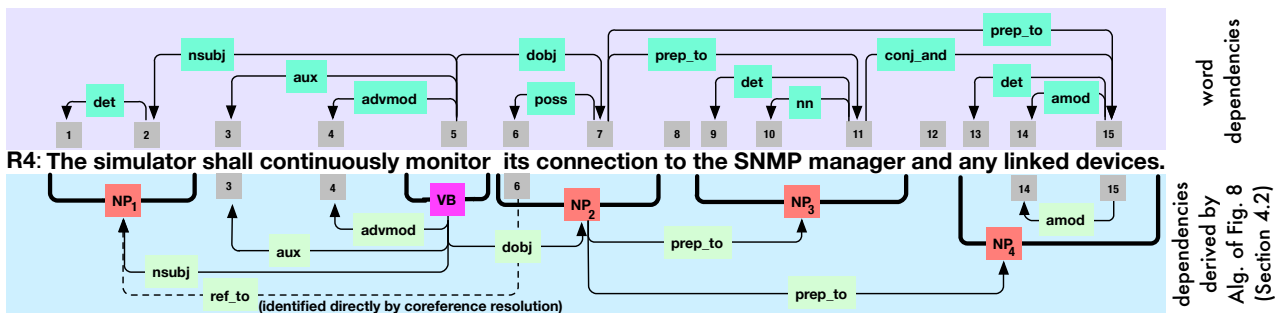 prep_to
nsubj dobj prep_to conj_and
aux det det
det advmod poss nn amod
1 2 3 4 5 6 7 8 9 10 11 12 13 14 15
R4: The simulator shall continuously monitor its connection to the SNMP manager and any linked devices.
NP1 3 4 VB 6 NP2 NP3 14 15
advmod amod
aux dobj prep_to NP4
nsubj
ref_to (identified directly by coreference resolution) prep_to
word
dependencies
dependencies
derived by
Alg. of Fig. 8
(Section 4.2)